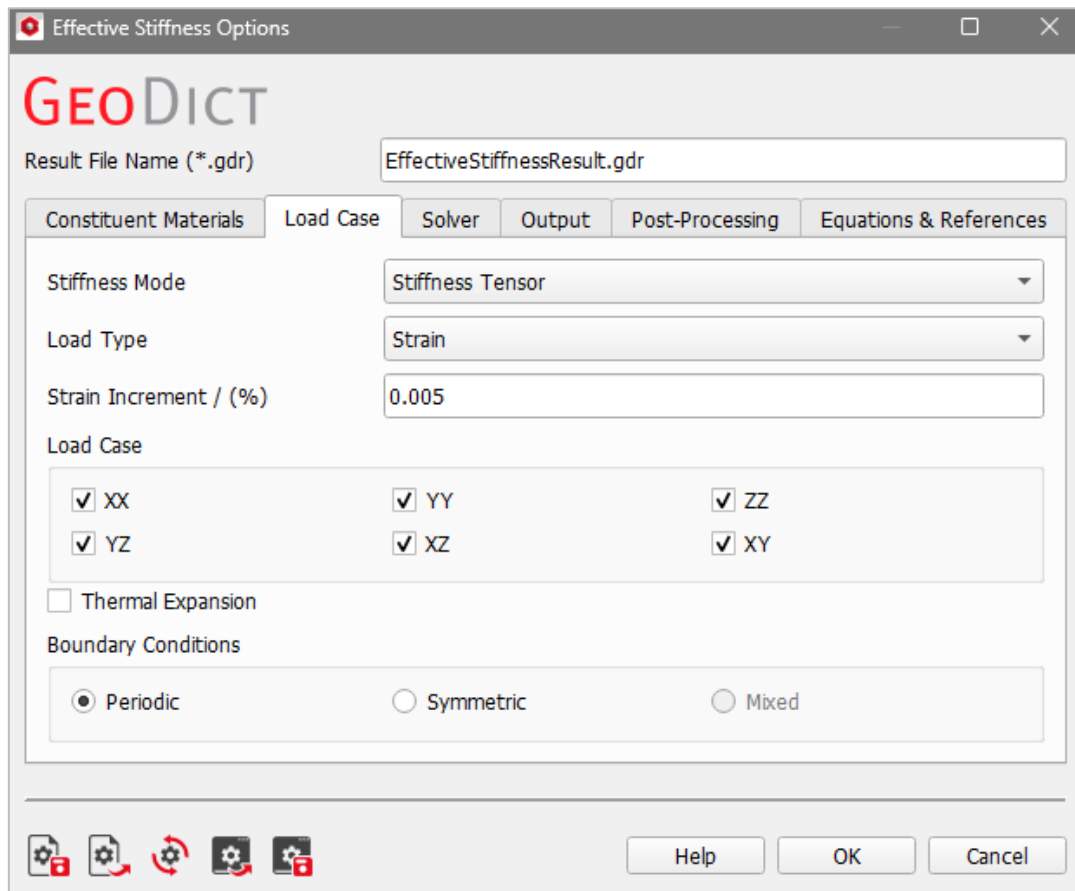 Effective Stiffness Options
GEODICT
Result File Name (*.gdr) EffectiveStiffnessResult.gdr
Constituent Materials Load Case Solver Output Post-Processing Equations & References
Stiffness Mode Stiffness Tensor
Load Type Strain
Strain Increment / (%) 0.005
Load Case
XX YY ZZ
YZ XZ XY
Thermal Expansion
Boundary Conditions
Periodic Symmetric Mixed
Help OK Cancel